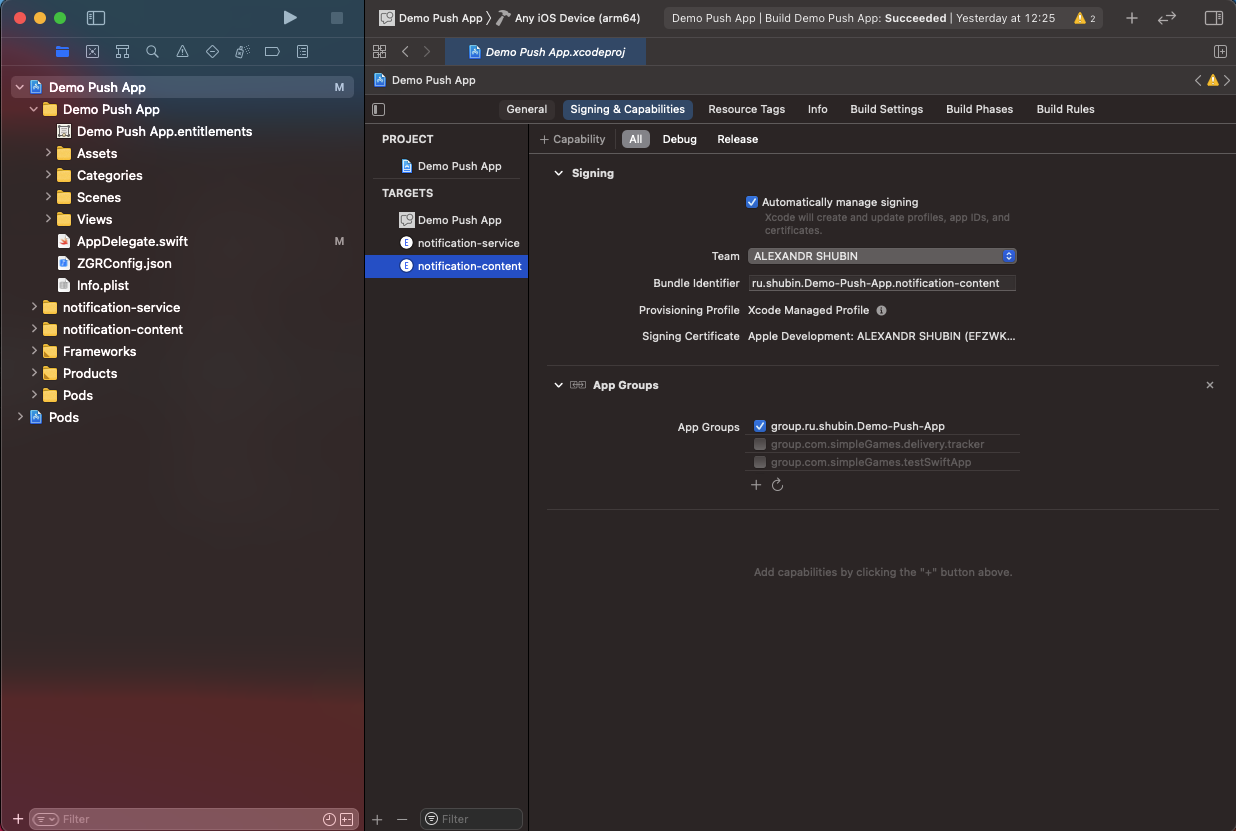 Demo Push App
Any iOS Device (arm64)
Demo Push App | Build Demo Push App: Succeeded | Yesterday at 12:25
2
Demo Push App.xcodeproj
Demo Push App
M
Demo Push App
Demo Push App.entitlements
Assets
Categories
Scenes
Views
AppDelegate.swift
M
ZGRConfig.json
Info.plist
notification-service
notification-content
Frameworks
Products
Pods
Pods
Filter
Demo Push App
General
Signing & Capabilities
Resource Tags
Info
Build Settings
Build Phases
Build Rules
PROJECT
Demo Push App
TARGETS
Demo Push App
E notification-service
E notification-content
Filter
+ Capability
All
Debug
Release
Signing
Automatically manage signing
Xcode will create and update profiles, app IDs, and
certificates.
Team
ALEXANDR SHUBIN
Bundle Identifier
ru.shubin.Demo-Push-App.notification-content
Provisioning Profile
Xcode Managed Profile
Signing Certificate
Apple Development: ALEXANDR SHUBIN (EFZWK...
App Groups
App Groups
group.ru.shubin.Demo-Push-App
group.com.simpleGames.delivery.tracker
group.com.simpleGames.testSwiftApp
Add capabilities by clicking the "+" button above.